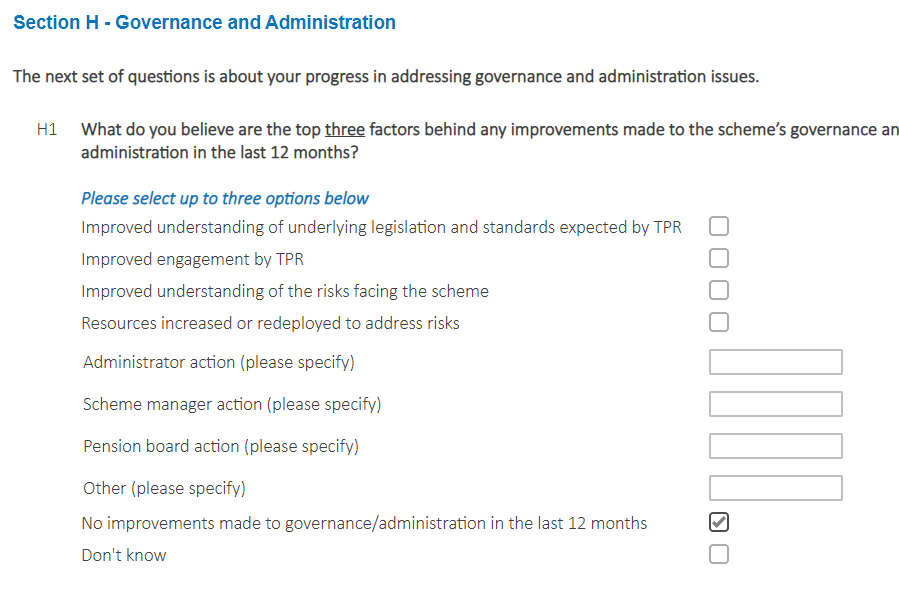 Section H - Governance and Administration
The next set of questions is about your progress in addressing governance and administration issues.
H1 What do you believe are the top three factors behind any improvements made to the scheme’s governance an
administration in the last 12 months?
Please select up to three options below
Improved understanding of underlying legislation and standards expected by TPR
Improved engagement by TPR
Improved understanding of the risks facing the scheme
Resources increased or redeployed to address risks
Administrator action (please specify)
Scheme manager action (please specify)
Pension board action (please specify)
Other (please specify)
No improvements made to governance/administration in the last 12 months
Don't know